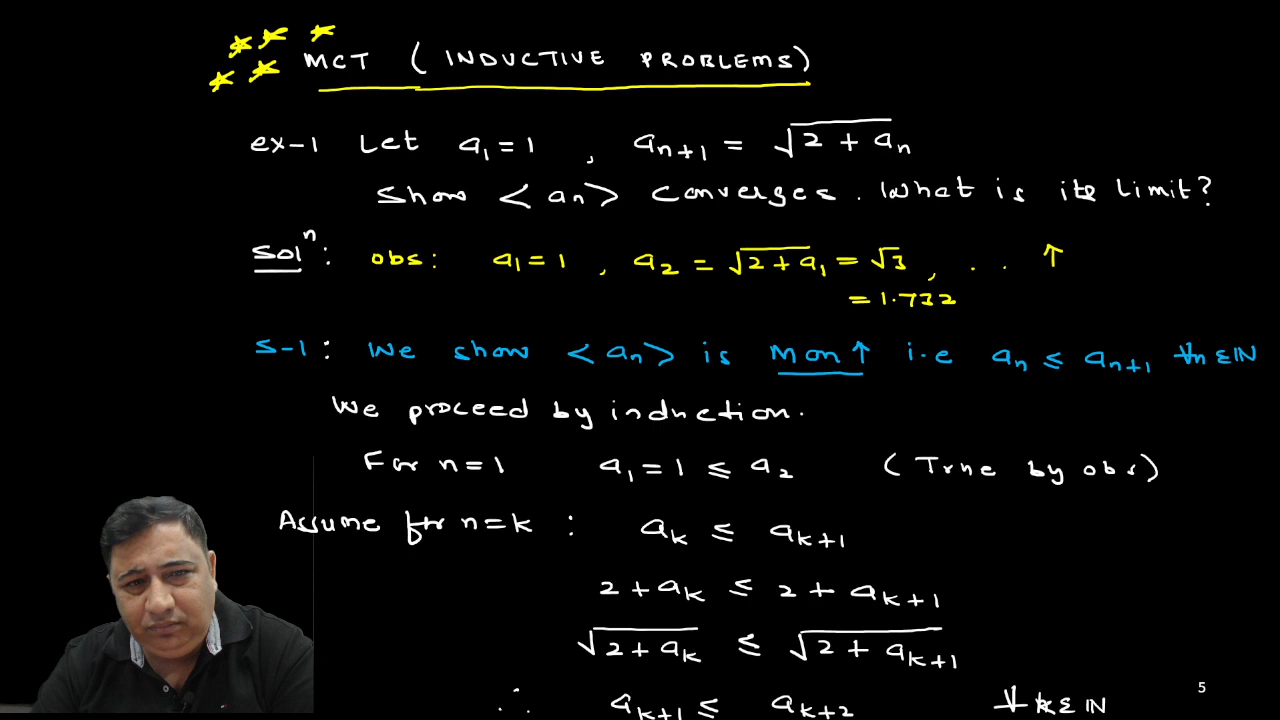 MCT (INDUCTIVE PROBLEMS)
ex-1 Let a₁ = 1 , aₙ₊₁ = √(2 + aₙ)
Show <aₙ> converges. What is its limit?
Solⁿ: obs: a₁ = 1 , a₂ = √(2 + a₁) = √3 , . . ↑
= 1.732
S-1: We show <aₙ> is mon↑ i.e aₙ ≤ aₙ₊₁ ∀n∈ℕ
We proceed by induction.
For n=1 a₁ = 1 ≤ a₂ (True by obs)
Assume for n=k : aₖ ≤ aₖ₊₁
2 + aₖ ≤ 2 + aₖ₊₁
√(2 + aₖ) ≤ √(2 + aₖ₊₁)
∴ aₖ₊₁ ≤ aₖ₊₂ ∀ k∈ℕ
5